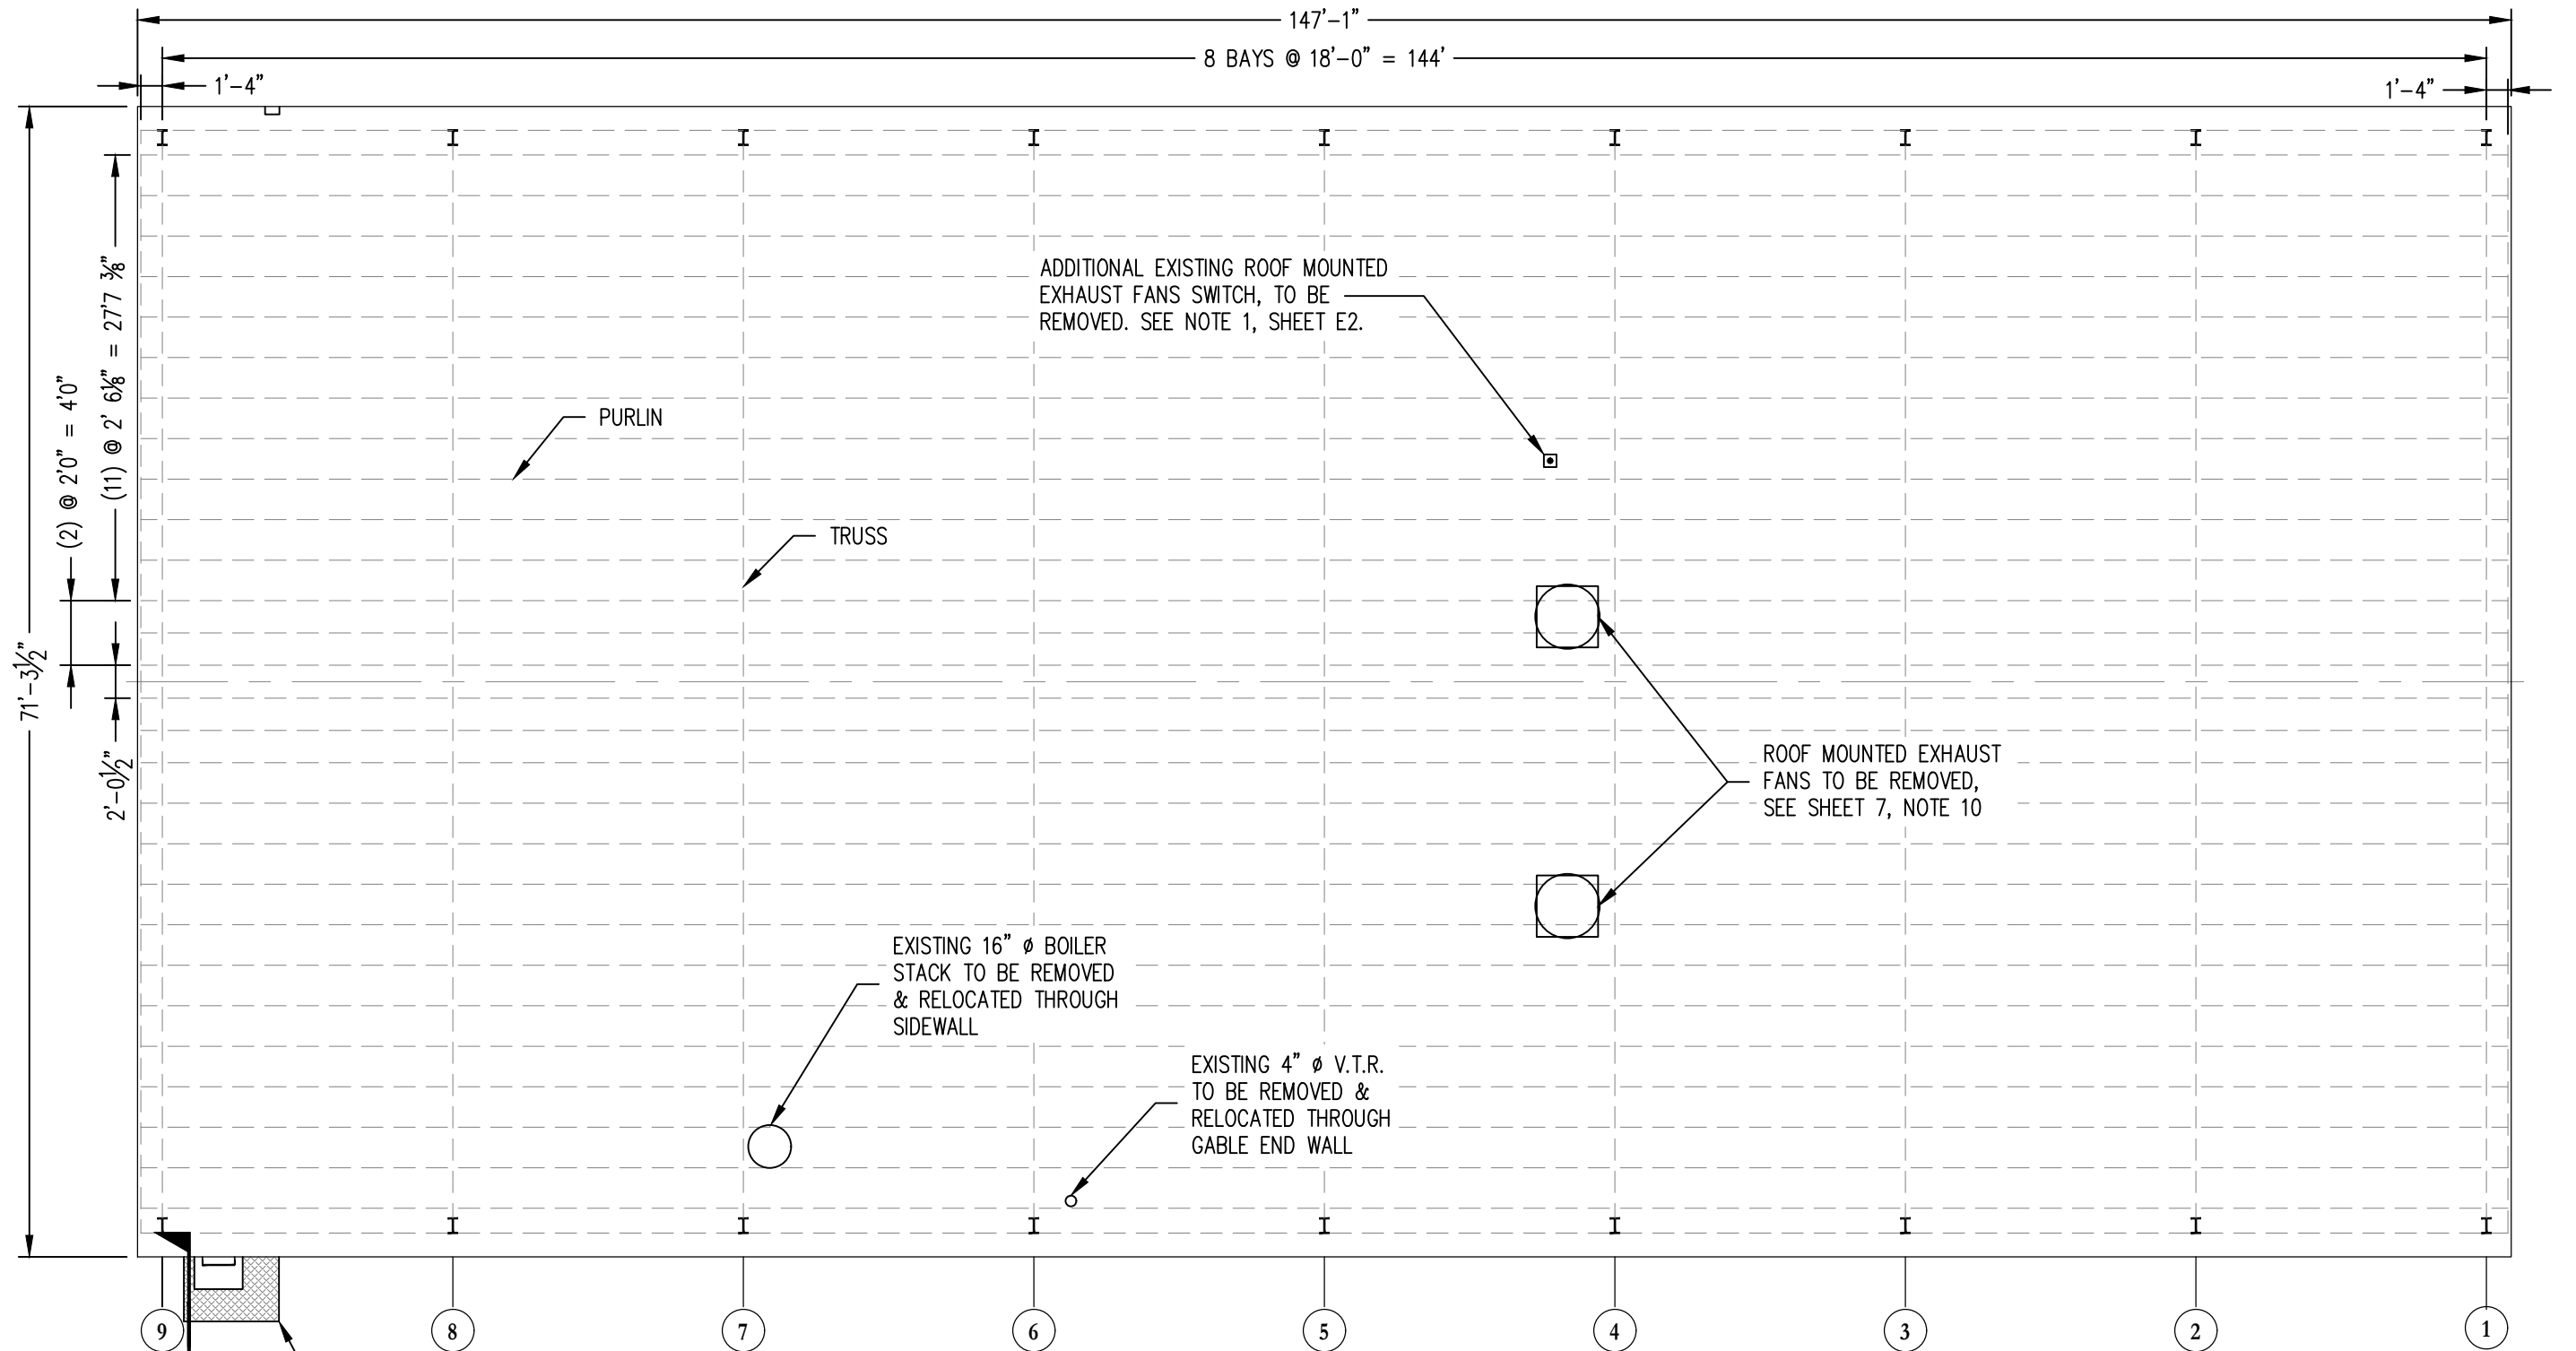 147'-1"
8 BAYS @ 18'-0" = 144'
1'-4"
1'-4"
71'-3½"
(2) @ 2'0" = 4'0"
(11) @ 2' 6⅛" = 27'7 ⅜"
2'-0½"
ADDITIONAL EXISTING ROOF MOUNTED
EXHAUST FANS SWITCH, TO BE
REMOVED. SEE NOTE 1, SHEET E2.
PURLIN
TRUSS
ROOF MOUNTED EXHAUST
FANS TO BE REMOVED,
SEE SHEET 7, NOTE 10
EXISTING 16" ø BOILER
STACK TO BE REMOVED
& RELOCATED THROUGH
SIDEWALL
EXISTING 4" ø V.T.R.
TO BE REMOVED &
RELOCATED THROUGH
GABLE END WALL
9 8 7 6 5 4 3 2 1